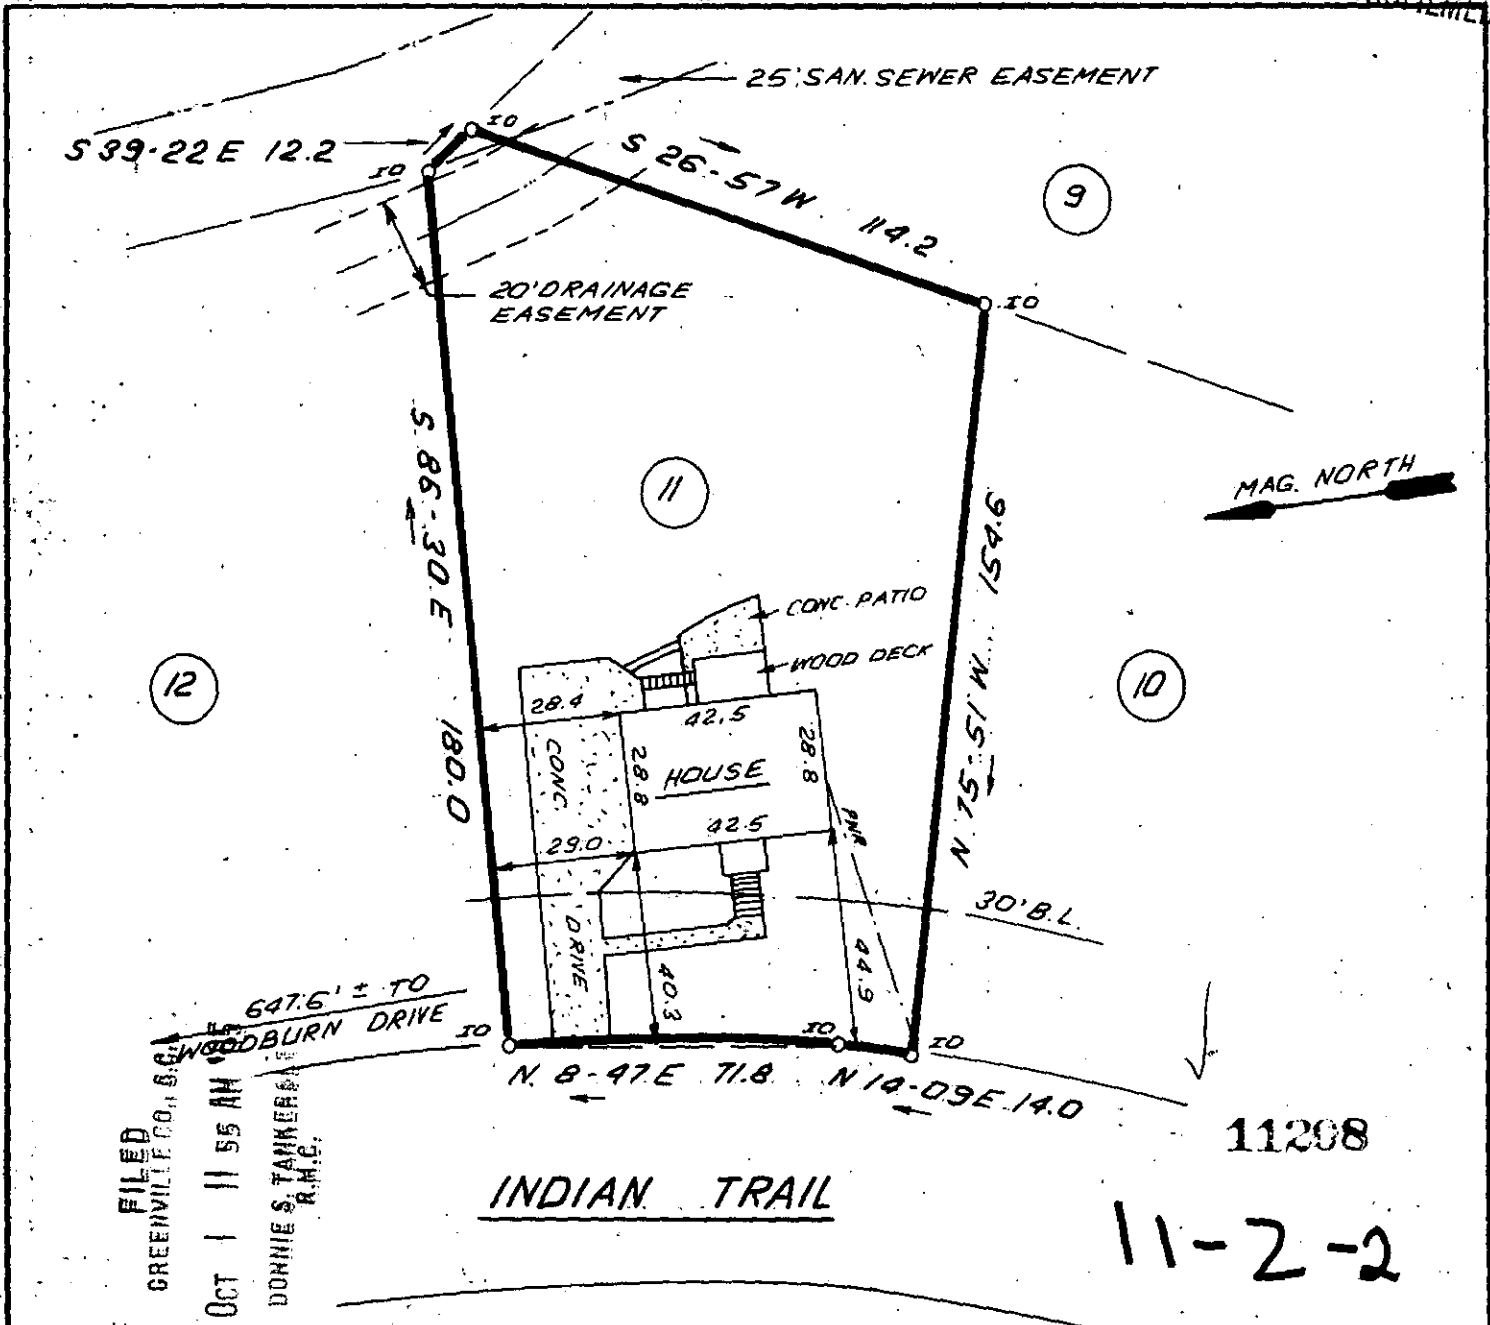 25' SAN. SEWER EASEMENT
S 39-22 E 12.2
IO
IO
S 26-57 W 114.2
9
20' DRAINAGE
EASEMENT
IO
S 86-30 E 180.0
11
MAG. NORTH
N 75-51 W 154.6
CONC. PATIO
WOOD DECK
12
10
28.4
42.5
CONC.
28.8
HOUSE
28.8
42.5
PWR.
29.0
30' B.L.
DRIVE
40.3
44.9
647.6' ± TO
WOODBURN DRIVE
IO
IO
IO
N 8-47 E 71.8
N 14-09 E 14.0
FILED
GREENVILLE CO., S.C.
OCT 1 11 55 AM
DONNIE S. TANKERSLEY
R.M.C.
11208
INDIAN TRAIL
11-2-2